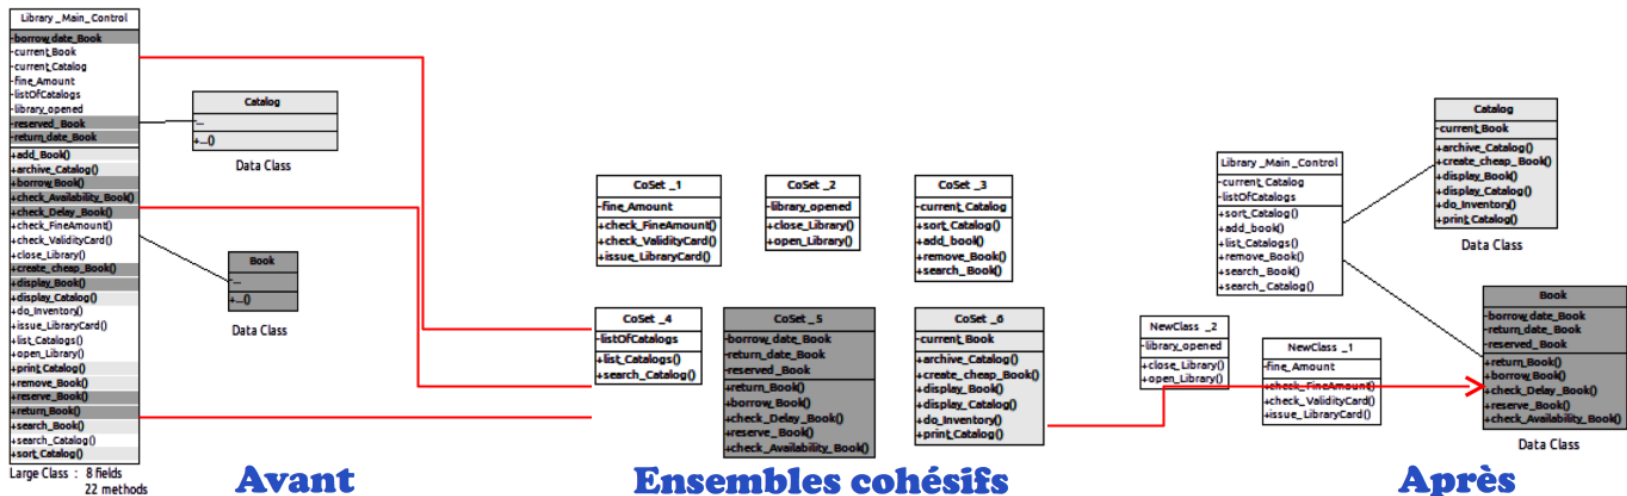 Library _Main_Control
-borrow_date_Book
-current_Book
-current_Catalog
-fine_Amount
-listOfCatalogs
-library_opened
-reserved_Book
-return_date_Book
+add_Book()
+archive_Catalog()
+borrow_Book()
+check_Availability_Book()
+check_Delay_Book()
+check_FineAmount()
+check_ValidityCard()
+close_Library()
+create_cheap_Book()
+display_Book()
+display_Catalog()
+do_Inventory()
+issue_LibraryCard()
+list_Catalogs()
+open_Library()
+print_Catalog()
+remove_Book()
+reserve_Book()
+return_Book()
+search_Book()
+search_Catalog()
+sort_Catalog()
Large Class : 8 fields
22 methods
Catalog
-...
+...()
Data Class
Book
-...
+...()
Data Class
Avant
CoSet _1
-fine_Amount
+check_FineAmount()
+check_ValidityCard()
+issue_LibraryCard()
CoSet _2
-library_opened
+close_Library()
+open_Library()
CoSet _3
-current_Catalog
+sort_Catalog()
+add_book()
+remove_Book()
+search_Book()
CoSet _4
-listOfCatalogs
+list_Catalogs()
+search_Catalog()
CoSet _5
-borrow_date_Book
-return_date_Book
-reserved_Book
+return_Book()
+borrow_Book()
+check_Delay_Book()
+reserve_Book()
+check_Availability_Book()
CoSet _6
-current_Book
+archive_Catalog()
+create_cheap_Book()
+display_Book()
+display_Catalog()
+do_Inventory()
+print_Catalog()
Ensembles cohésifs
Library _Main _Control
-current_Catalog
-listOfCatalogs
+sort_Catalog()
+add_book()
+list_Catalogs()
+remove_Book()
+search_Book()
+search_Catalog()
Catalog
-current_Book
+archive_Catalog()
+create_cheap_Book()
+display_Book()
+display_Catalog()
+do_Inventory()
+print_Catalog()
Data Class
NewClass _2
-library_opened
+close_Library()
+open_Library()
NewClass _1
-fine_Amount
+check_FineAmount()
+check_ValidityCard()
+issue_LibraryCard()
Book
-borrow_date_Book
-return_date_Book
-reserved_Book
+return_Book()
+borrow_Book()
+check_Delay_Book()
+reserve_Book()
+check_Availability_Book()
Data Class
Après